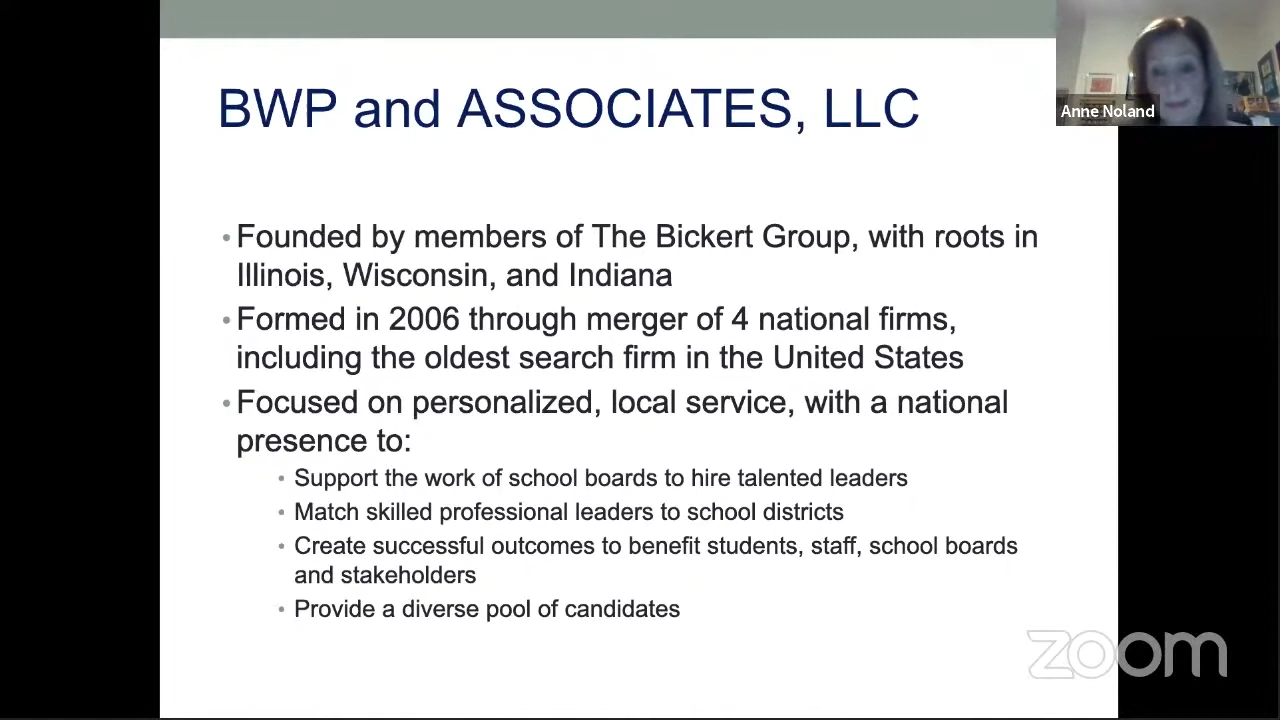 BWP and ASSOCIATES, LLC
Anne Noland
• Founded by members of The Bickert Group, with roots in
Illinois, Wisconsin, and Indiana
• Formed in 2006 through merger of 4 national firms,
including the oldest search firm in the United States
• Focused on personalized, local service, with a national
presence to:
• Support the work of school boards to hire talented leaders
• Match skilled professional leaders to school districts
• Create successful outcomes to benefit students, staff, school boards
and stakeholders
• Provide a diverse pool of candidates
zoom